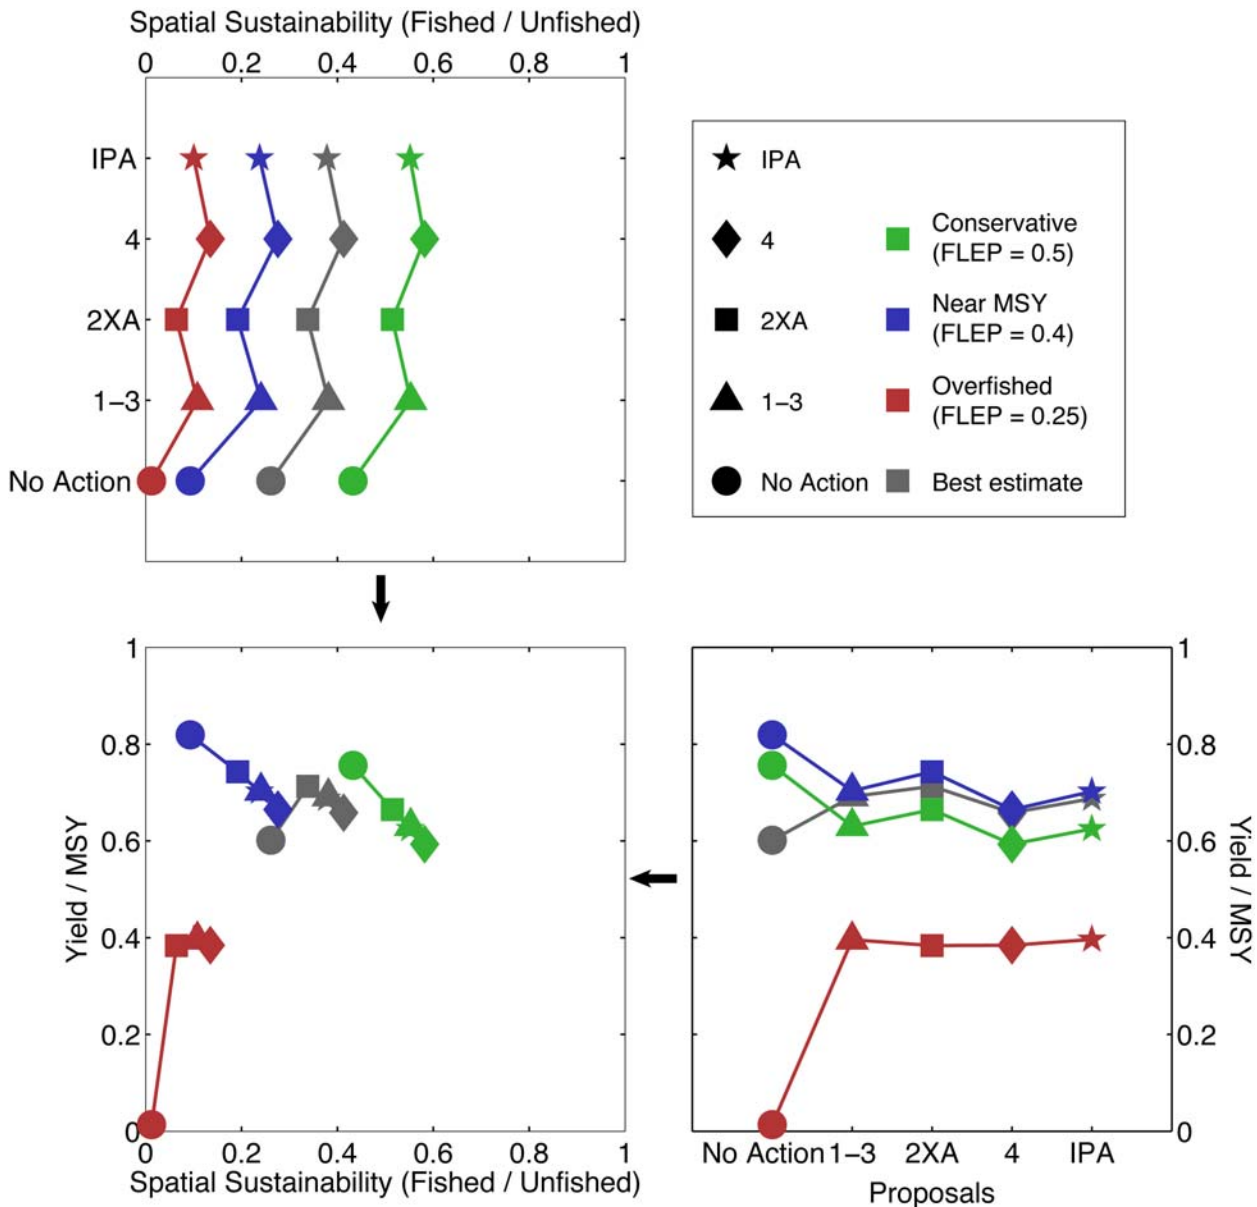 Spatial Sustainability (Fished / Unfished)
0 0.2 0.4 0.6 0.8 1
IPA
4
2XA
1–3
No Action
IPA
4
2XA
1–3
No Action
Conservative
(FLEP = 0.5)
Near MSY
(FLEP = 0.4)
Overfished
(FLEP = 0.25)
Best estimate
Yield / MSY
1
0.8
0.6
0.4
0.2
0
0 0.2 0.4 0.6 0.8 1
Spatial Sustainability (Fished / Unfished)
1
0.8
0.6
0.4
0.2
0
Yield / MSY
No Action 1–3 2XA 4 IPA
Proposals